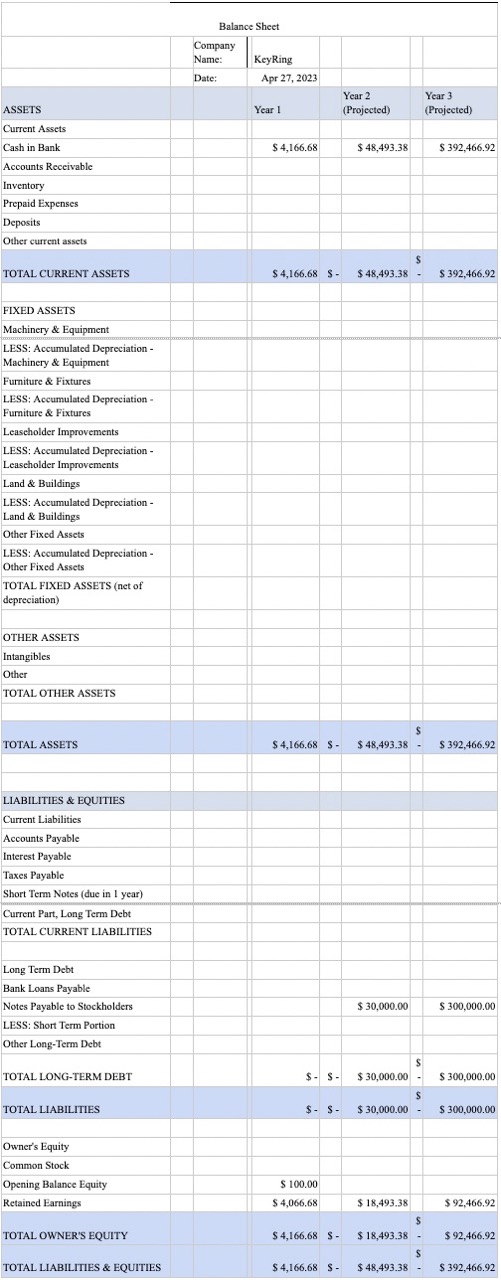 Balance Sheet
Company
Name: KeyRing
Date: Apr 27, 2023
Year 2 Year 3
ASSETS Year 1 (Projected) (Projected)
Current Assets
Cash in Bank $ 4,166.68 $ 48,493.38 $ 392,466.92
Accounts Receivable
Inventory
Prepaid Expenses
Deposits
Other current assets
$
TOTAL CURRENT ASSETS $ 4,166.68 $ - $ 48,493.38 - $ 392,466.92
FIXED ASSETS
Machinery & Equipment
LESS: Accumulated Depreciation -
Machinery & Equipment
Furniture & Fixtures
LESS: Accumulated Depreciation -
Furniture & Fixtures
Leaseholder Improvements
LESS: Accumulated Depreciation -
Leaseholder Improvements
Land & Buildings
LESS: Accumulated Depreciation -
Land & Buildings
Other Fixed Assets
LESS: Accumulated Depreciation -
Other Fixed Assets
TOTAL FIXED ASSETS (net of
depreciation)
OTHER ASSETS
Intangibles
Other
TOTAL OTHER ASSETS
$
TOTAL ASSETS $ 4,166.68 $ - $ 48,493.38 - $ 392,466.92
LIABILITIES & EQUITIES
Current Liabilities
Accounts Payable
Interest Payable
Taxes Payable
Short Term Notes (due in 1 year)
Current Part, Long Term Debt
TOTAL CURRENT LIABILITIES
Long Term Debt
Bank Loans Payable
Notes Payable to Stockholders $ 30,000.00 $ 300,000.00
LESS: Short Term Portion
Other Long-Term Debt
$
TOTAL LONG-TERM DEBT $ - $ - $ 30,000.00 - $ 300,000.00
$
TOTAL LIABILITIES $ - $ - $ 30,000.00 - $ 300,000.00
Owner's Equity
Common Stock
Opening Balance Equity $ 100.00
Retained Earnings $ 4,066.68 $ 18,493.38 $ 92,466.92
$
TOTAL OWNER'S EQUITY $ 4,166.68 $ - $ 18,493.38 - $ 92,466.92
$
TOTAL LIABILITIES & EQUITIES $ 4,166.68 $ - $ 48,493.38 - $ 392,466.92